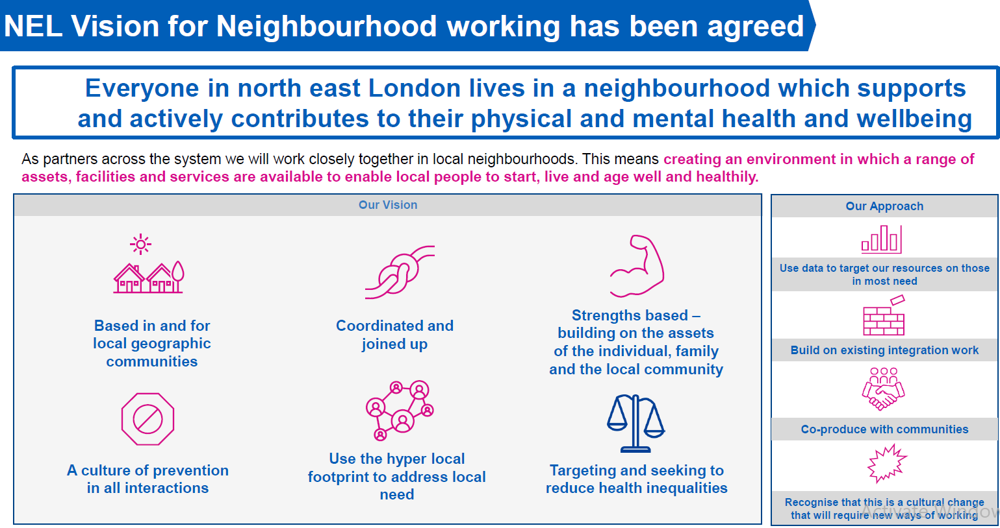 NEL Vision for Neighbourhood working has been agreed
Everyone in north east London lives in a neighbourhood which supports
and actively contributes to their physical and mental health and wellbeing
As partners across the system we will work closely together in local neighbourhoods. This means creating an environment in which a range of
assets, facilities and services are available to enable local people to start, live and age well and healthily.
Our Vision
Based in and for
local geographic
communities
Coordinated and
joined up
Strengths based –
building on the assets
of the individual, family
and the local community
A culture of prevention
in all interactions
Use the hyper local
footprint to address local
need
Targeting and seeking to
reduce health inequalities
Our Approach
Use data to target our resources on those
in most need
Build on existing integration work
Co-produce with communities
Recognise that this is a cultural change
that will require new ways of working
Activate Window